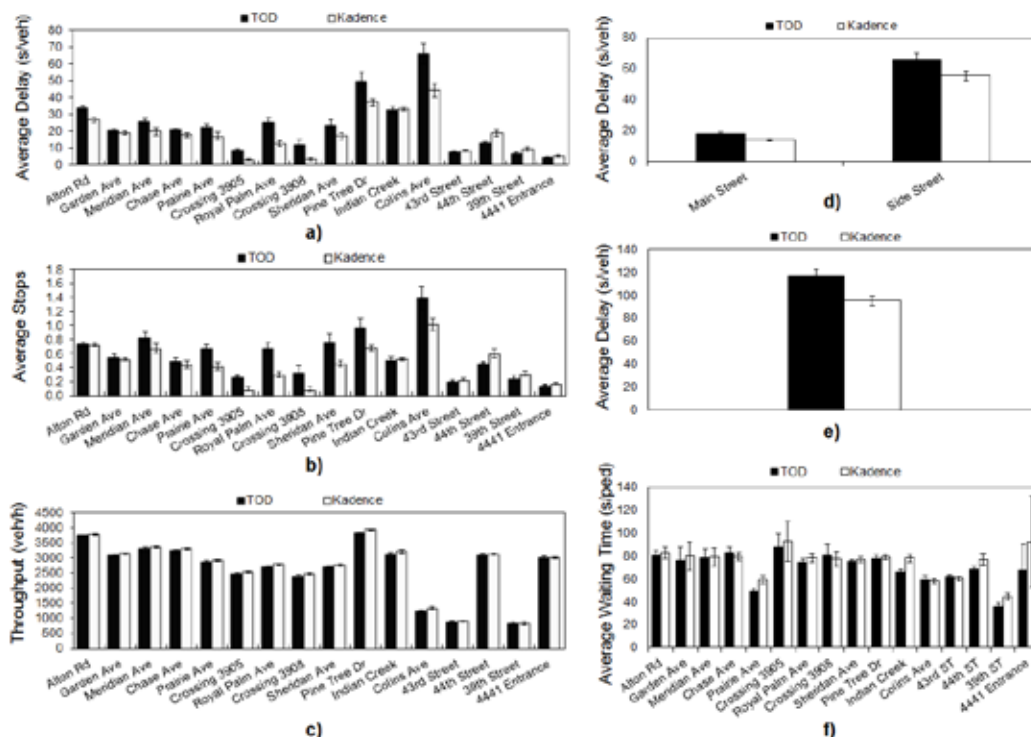 TOD Kadence
Average Delay (s/veh)
80
70
60
50
40
30
20
10
0
Alton Rd
Garden Ave
Meridian Ave
Chase Ave
Prairie Ave
Crossing 3905
Royal Palm Ave
Crossing 3908
Sheridan Ave
Pine Tree Dr
Indian Creek
Colins Ave
43rd Street
44th Street
39th Street
4441 Entrance
a)
TOD Kadence
Average Stops
1.8
1.6
1.4
1.2
1.0
0.8
0.6
0.4
0.2
0.0
Alton Rd
Garden Ave
Meridian Ave
Chase Ave
Prairie Ave
Crossing 3905
Royal Palm Ave
Crossing 3908
Sheridan Ave
Pine Tree Dr
Indian Creek
Colins Ave
43rd Street
44th Street
39th Street
4441 Entrance
b)
TOD Kadence
Throughput (veh/h)
4500
4000
3500
3000
2500
2000
1500
1000
500
0
Alton Rd
Garden Ave
Meridian Ave
Chase Ave
Prairie Ave
Crossing 3905
Royal Palm Ave
Crossing 3908
Sheridan Ave
Pine Tree Dr
Indian Creek
Colins Ave
43rd Street
44th Street
39th Street
4441 Entrance
c)
TOD Kadence
Average Delay (s/veh)
80
60
40
20
0
Main Street
Side Street
d)
TOD Kadence
Average Delay (s/veh)
140
120
100
80
60
40
20
0
e)
TOD Kadence
Average Waiting Time (s/ped)
140
120
100
80
60
40
20
0
Alton Rd
Garden Ave
Meridian Ave
Chase Ave
Prairie Ave
Crossing 3905
Royal Palm Ave
Crossing 3908
Sheridan Ave
Pine Tree Dr
Indian Creek
Colins Ave
43rd ST
44th ST
39th ST
4441 Entrance
f)